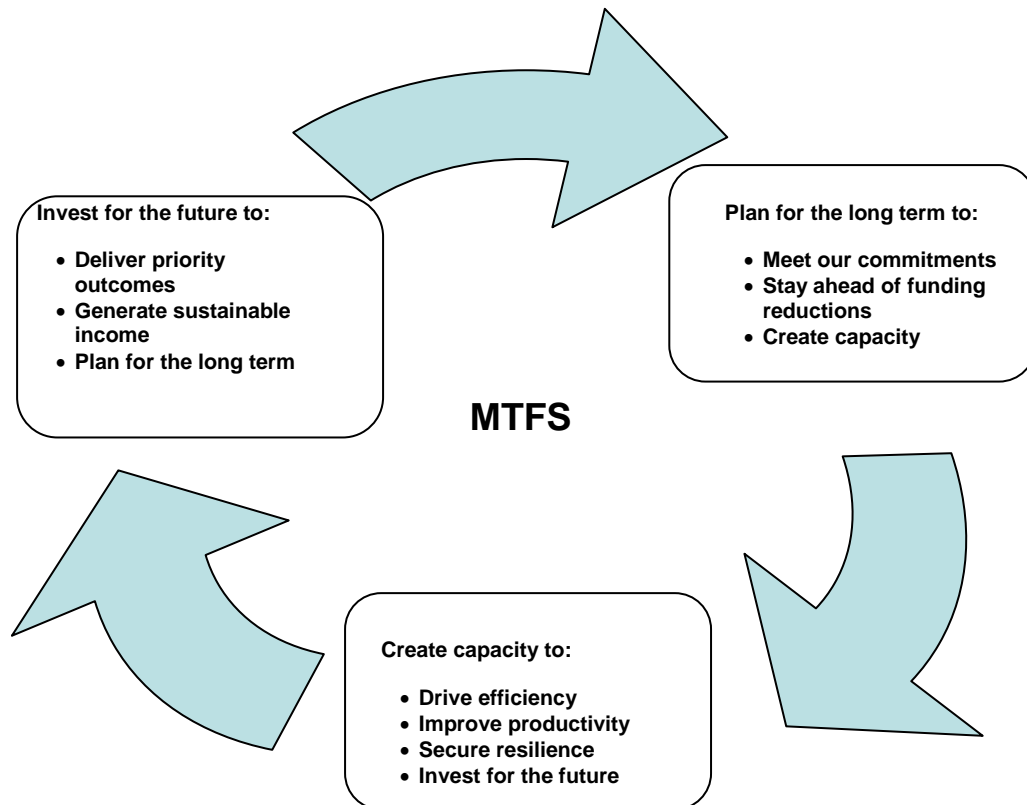 Invest for the future to:
• Deliver priority
outcomes
• Generate sustainable
income
• Plan for the long term
Plan for the long term to:
• Meet our commitments
• Stay ahead of funding
reductions
• Create capacity
MTFS
Create capacity to:
• Drive efficiency
• Improve productivity
• Secure resilience
• Invest for the future